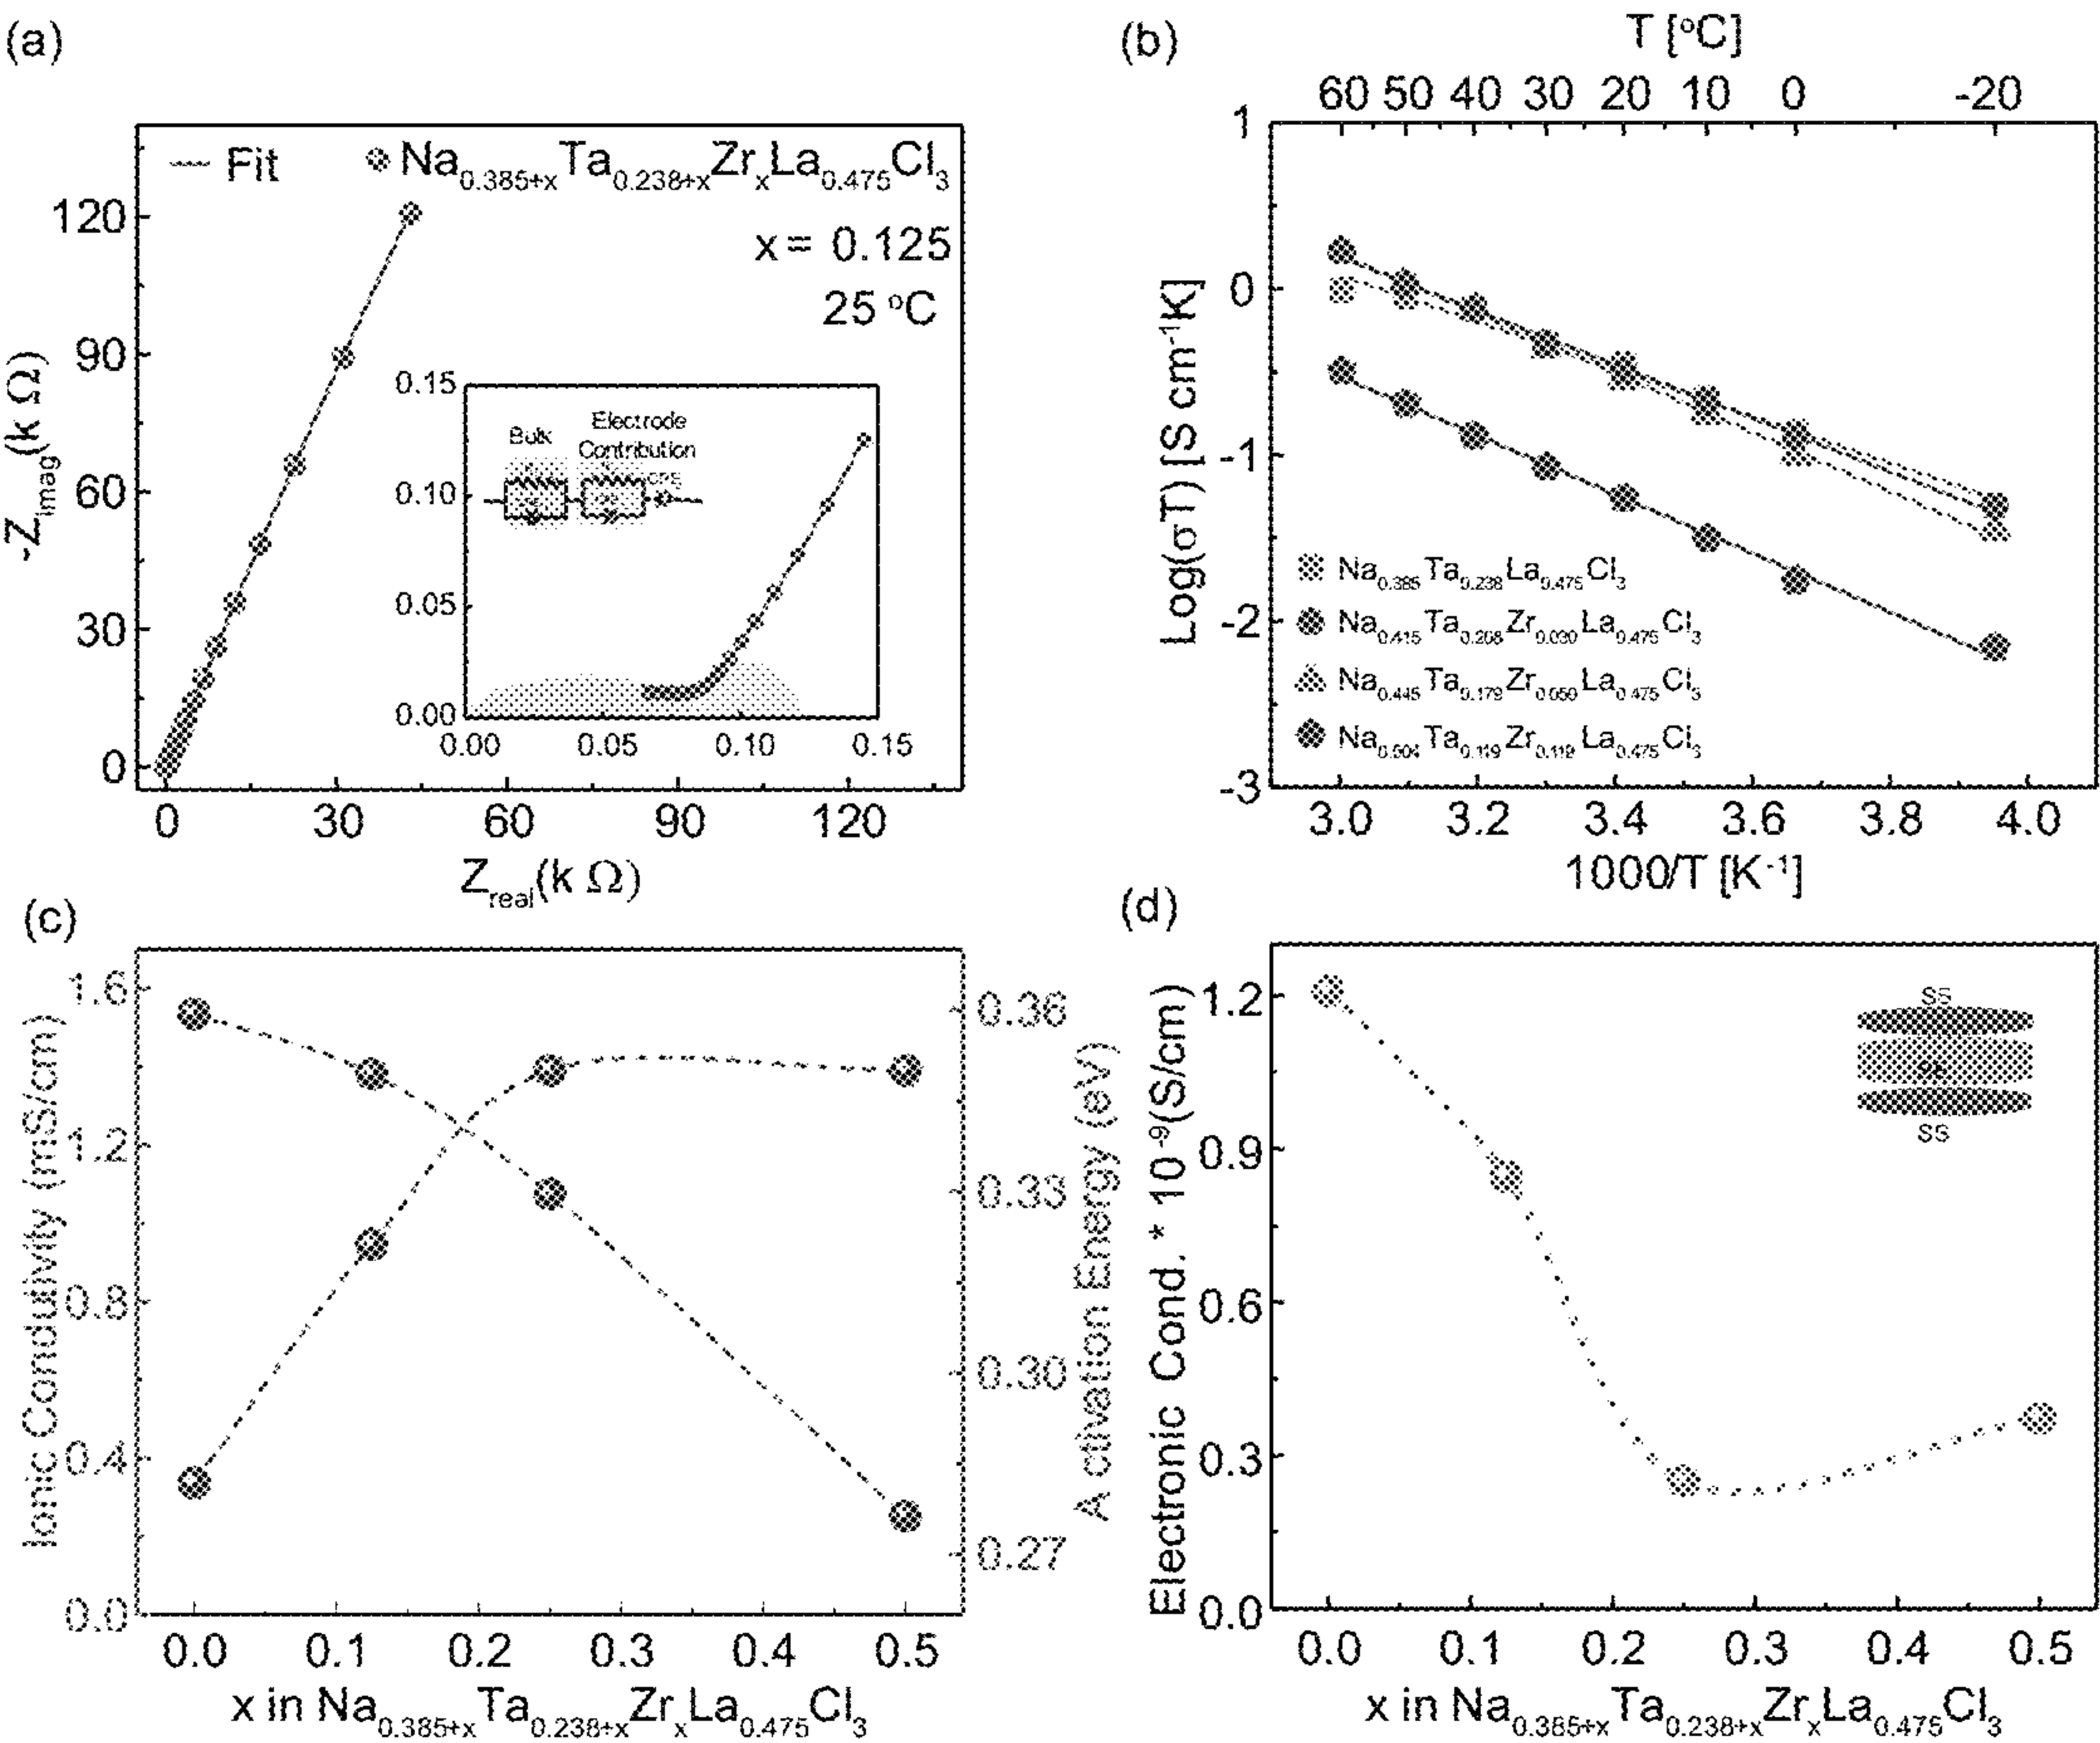 (a)
— Fit Na0.385+xTa0.238+xZrxLa0.475Cl3
x = 0.125
25 °C
-Zimag(k Ω)
120
90
60
30
0
0.15
0.10
0.05
0.00
Bulk
Electrode
Contribution
0.00 0.05 0.10 0.15
0 30 60 90 120
Zreal(k Ω)
(b)
T [°C]
60 50 40 30 20 10 0 -20
Log(σT) [S cm-1K]
1
0
-1
-2
-3
Na0.385Ta0.238La0.475Cl3
Na0.415Ta0.208Zr0.030La0.475Cl3
Na0.445Ta0.179Zr0.059La0.475Cl3
Na0.504Ta0.119Zr0.119La0.475Cl3
3.0 3.2 3.4 3.6 3.8 4.0
1000/T [K-1]
(c)
Ionic Condutivity (mS/cm)
1.6
1.2
0.8
0.4
0.0
0.36
0.33
0.30
0.27
A ctivation Energy (eV)
0.0 0.1 0.2 0.3 0.4 0.5
x in Na0.385+xTa0.238+xZrxLa0.475Cl3
(d)
Electronic Cond. * 10-9(S/cm)
1.2
0.9
0.6
0.3
0.0
SS
SS
0.0 0.1 0.2 0.3 0.4 0.5
x in Na0.385+xTa0.238+xZrxLa0.475Cl3